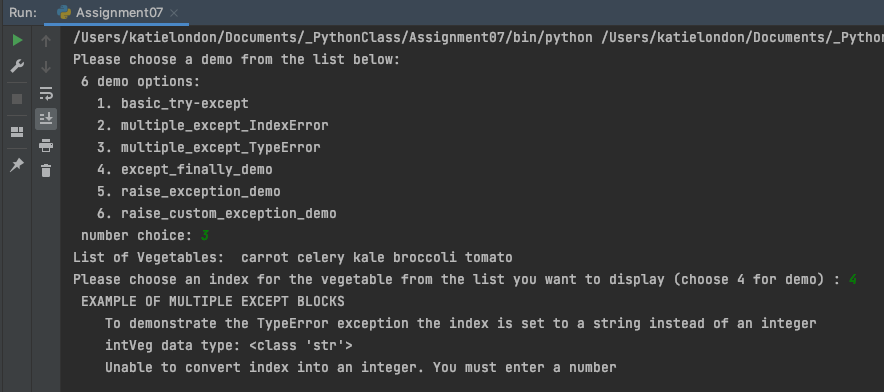 Run: Assignment07
/Users/katielondon/Documents/_PythonClass/Assignment07/bin/python /Users/katielondon/Documents/_Python
Please choose a demo from the list below:
6 demo options:
1. basic_try-except
2. multiple_except_IndexError
3. multiple_except_TypeError
4. except_finally_demo
5. raise_exception_demo
6. raise_custom_exception_demo
number choice: 3
List of Vegetables:  carrot celery kale broccoli tomato
Please choose an index for the vegetable from the list you want to display (choose 4 for demo) : 4
EXAMPLE OF MULTIPLE EXCEPT BLOCKS
To demonstrate the TypeError exception the index is set to a string instead of an integer
intVeg data type: <class 'str'>
Unable to convert index into an integer. You must enter a number